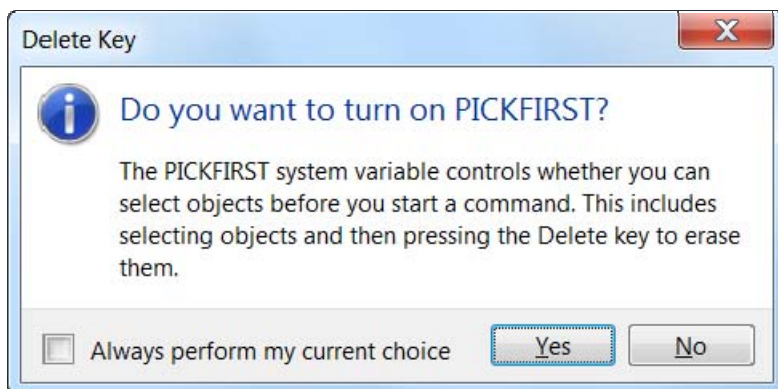 Delete Key
Do you want to turn on PICKFIRST?
The PICKFIRST system variable controls whether you can
select objects before you start a command. This includes
selecting objects and then pressing the Delete key to erase
them.
Always perform my current choice
Yes
No